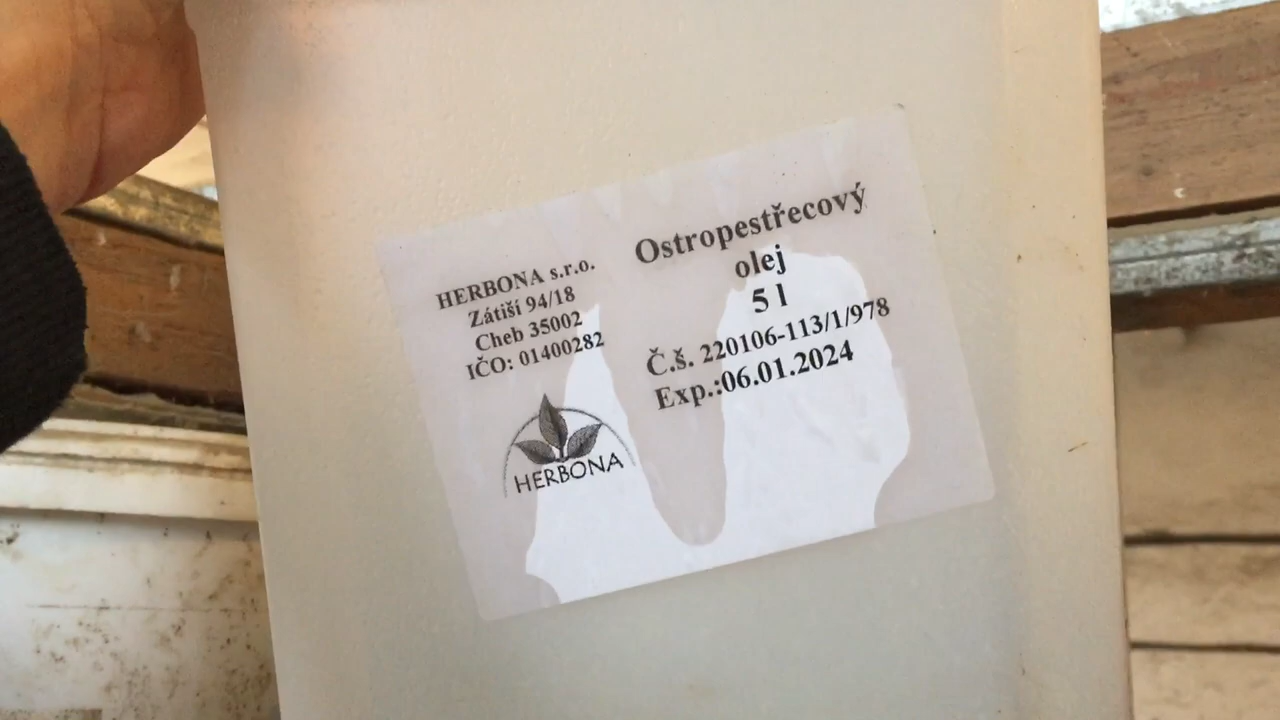 HERBONA s.r.o.
Zátiší 94/18
Cheb 35002
IČO: 01400282
HERBONA
Ostropestřecový
olej
5 l
Č.š. 220106-113/1/978
Exp.:06.01.2024